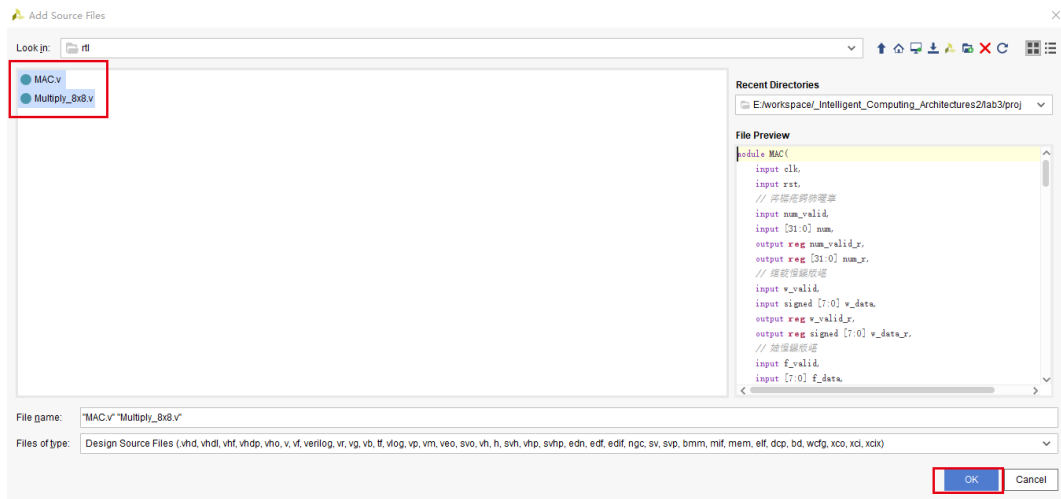 Add Source Files
Look in: rtl
MAC.v
Multiply_8x8.v
Recent Directories
E:/workspace/_Intelligent_Computing_Architectures2/lab3/proj
File Preview
module MAC(
input clk,
input rst,
//
input num_valid,
input [31:0] num,
output reg num_valid_r,
output reg [31:0] num_r,
//
input w_valid,
input signed [7:0] w_data,
output reg w_valid_r,
output reg signed [7:0] w_data_r,
//
input f_valid,
input [7:0] f_data,
File name: "MAC.v" "Multiply_8x8.v"
Files of type: Design Source Files (.vhd, vhdl, vhf, vhdp, vho, v, vf, verilog, vr, vg, vb, tf, vlog, vp, vm, veo, svo, vh, h, svh, vhp, svhp, edn, edf, edif, ngc, sv, svp, bmm, mif, mem, elf, dcp, bd, wcfg, xco, xci, xcix)
OK Cancel